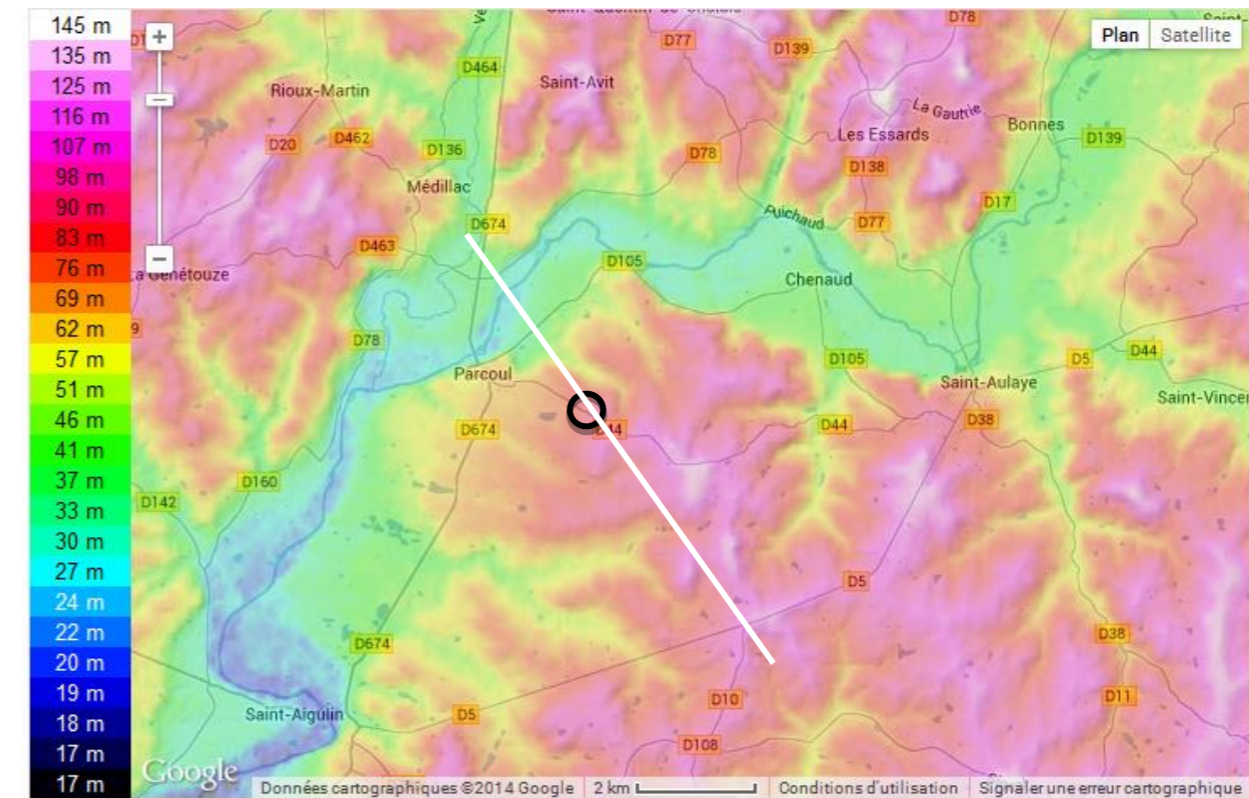 145 m
135 m
125 m
116 m
107 m
98 m
90 m
83 m
76 m
69 m
62 m
57 m
51 m
46 m
41 m
37 m
33 m
30 m
27 m
24 m
22 m
20 m
19 m
18 m
17 m
17 m
+
−
Plan Satellite
D78
D77
D139
D464
Saint-Avit
Rioux-Martin
La Gauttrie
Bonnes
Les Essards
D139
D20
D462
D136
D78
D138
Médillac
D17
Puichaud
D674
D77
D463
D105
Chenaud
D78
D105
D5
D44
Parcoul
Saint-Aulaye
D674
D44
D38
D160
D142
D5
D674
D38
D10
D11
Saint-Aigulin
D5
D108
Google
Données cartographiques ©2014 Google
2 km
Conditions d'utilisation
Signaler une erreur cartographique